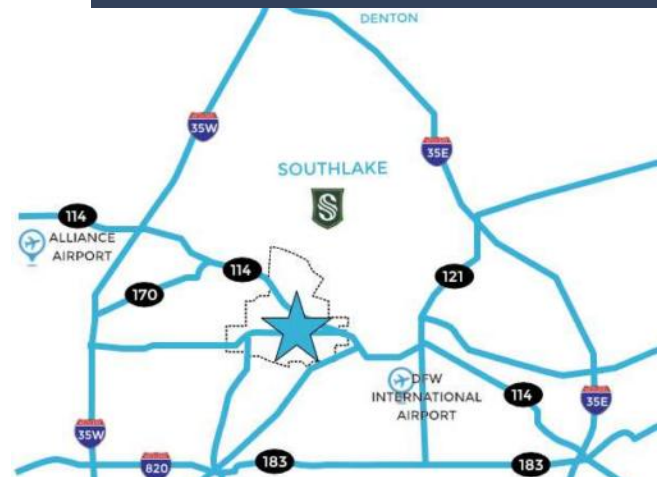 DENTON
35W
35E
SOUTHLAKE
S
114
ALLIANCE
AIRPORT
114
170
121
DFW
INTERNATIONAL
AIRPORT
114
35E
35W
820
183
183